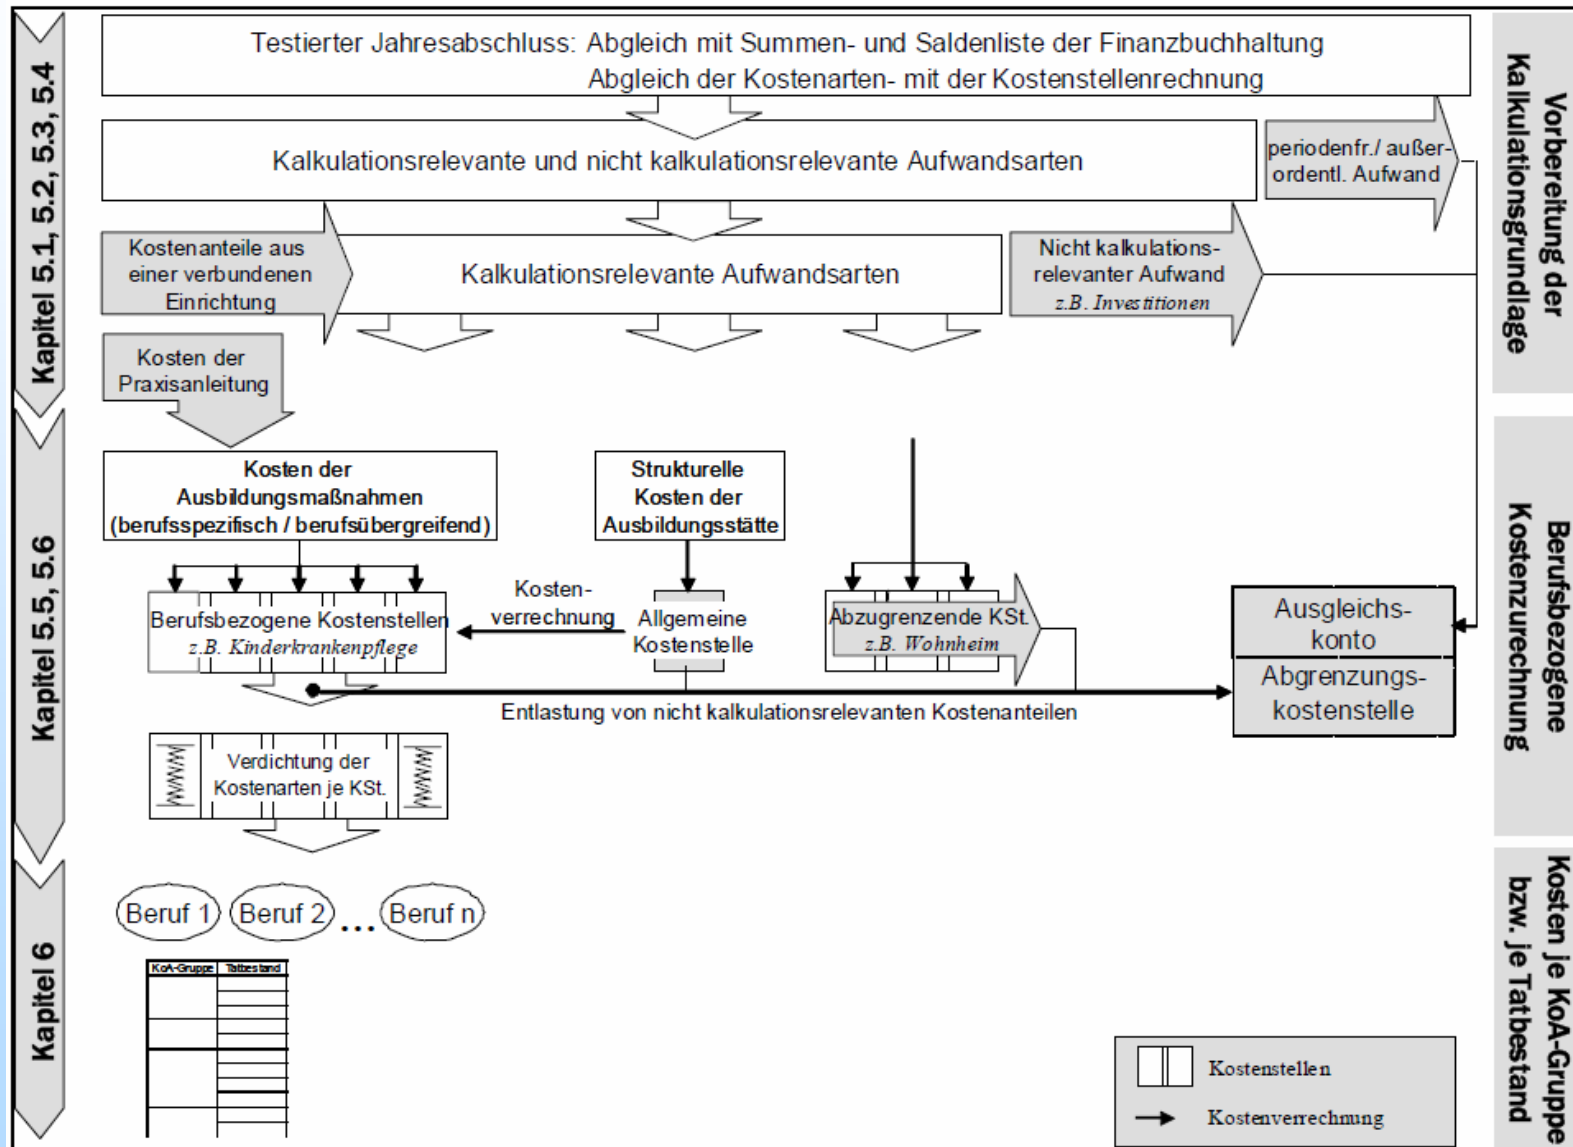 Testierter Jahresabschluss: Abgleich mit Summen- und Saldenliste der Finanzbuchhaltung
Abgleich der Kostenarten- mit der Kostenstellenrechnung
Kapitel 5.1, 5.2, 5.3, 5.4
Vorbereitung der
Kalkulationsgrundlage
Kalkulationsrelevante und nicht kalkulationsrelevante Aufwandsarten
periodenfr./ außer-
ordentl. Aufwand
Kostenanteile aus
einer verbundenen
Einrichtung
Kalkulationsrelevante Aufwandsarten
Nicht kalkulations-
relevanter Aufwand
z.B. Investitionen
Kosten der
Praxisanleitung
Kapitel 5.5, 5.6
Berufsbezogene
Kostenzurechnung
Kosten der
Ausbildungsmaßnahmen
(berufsspezifisch / berufsübergreifend)
Strukturelle
Kosten der
Ausbildungsstätte
Berufsbezogene Kostenstellen
z.B. Kinderkrankenpflege
Kosten-
verrechnung
Allgemeine
Kostenstelle
Abzugrenzende KSt.
z.B. Wohnheim
Ausgleichs-
konto
Abgrenzungs-
kostenstelle
Entlastung von nicht kalkulationsrelevanten Kostenanteilen
Verdichtung der
Kostenarten je KSt.
Kapitel 6
Kosten je KoA-Gruppe
bzw. je Tatbestand
Beruf 1 Beruf 2 ... Beruf n
KoA-Gruppe Tatbestand
Kostenstellen
Kostenverrechnung